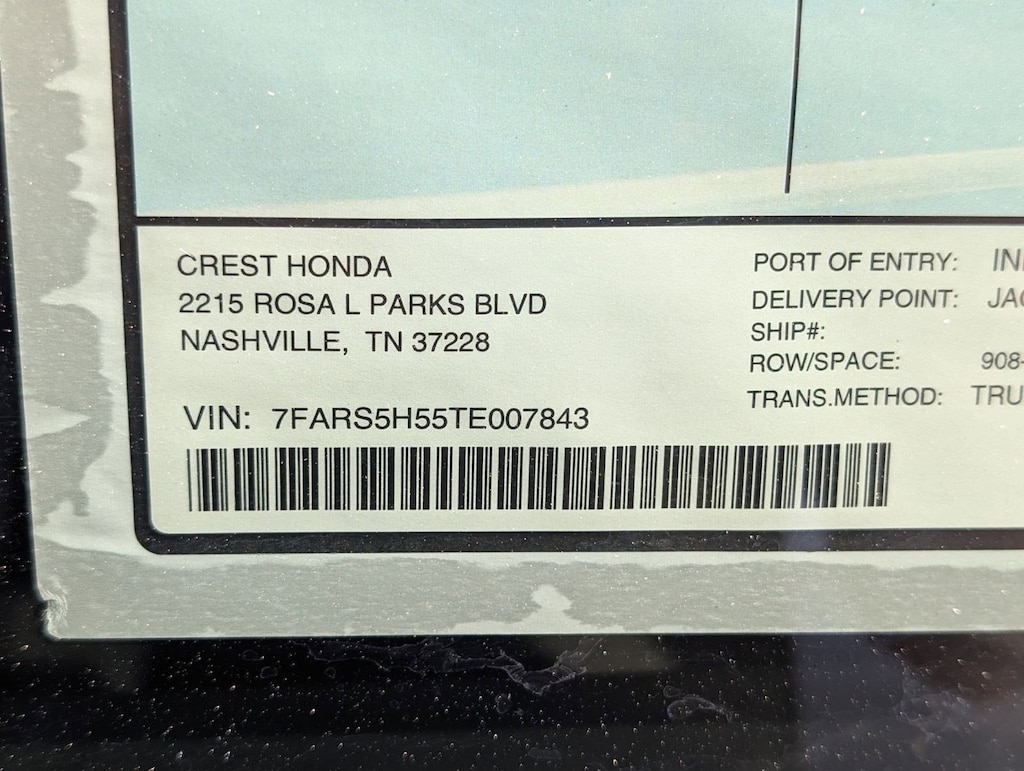 CREST HONDA
2215 ROSA L PARKS BLVD
NASHVILLE, TN 37228
VIN: 7FARS5H55TE007843
PORT OF ENTRY:
DELIVERY POINT:
SHIP#:
ROW/SPACE: 908-
TRANS.METHOD: